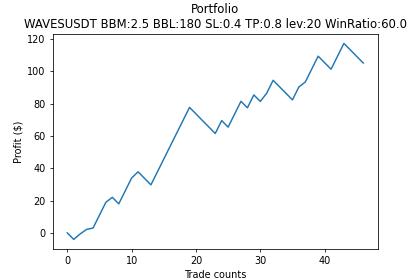 Portfolio
WAVESUSDT BBM:2.5 BBL:180 SL:0.4 TP:0.8 lev:20 WinRatio:60.0
120
100
80
60
40
20
0
Profit ($)
0 10 20 30 40
Trade counts